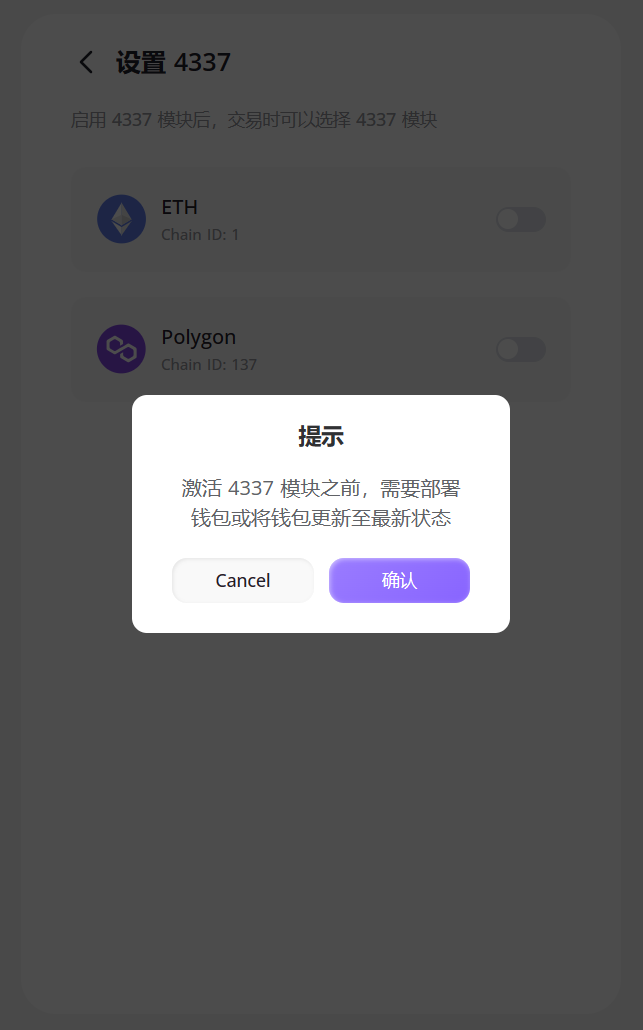 设置 4337
启用 4337 模块后，交易时可以选择 4337 模块
ETH
Chain ID: 1
Polygon
Chain ID: 137
提示
激活 4337 模块之前，需要部署
钱包或将钱包更新至最新状态
Cancel
确认